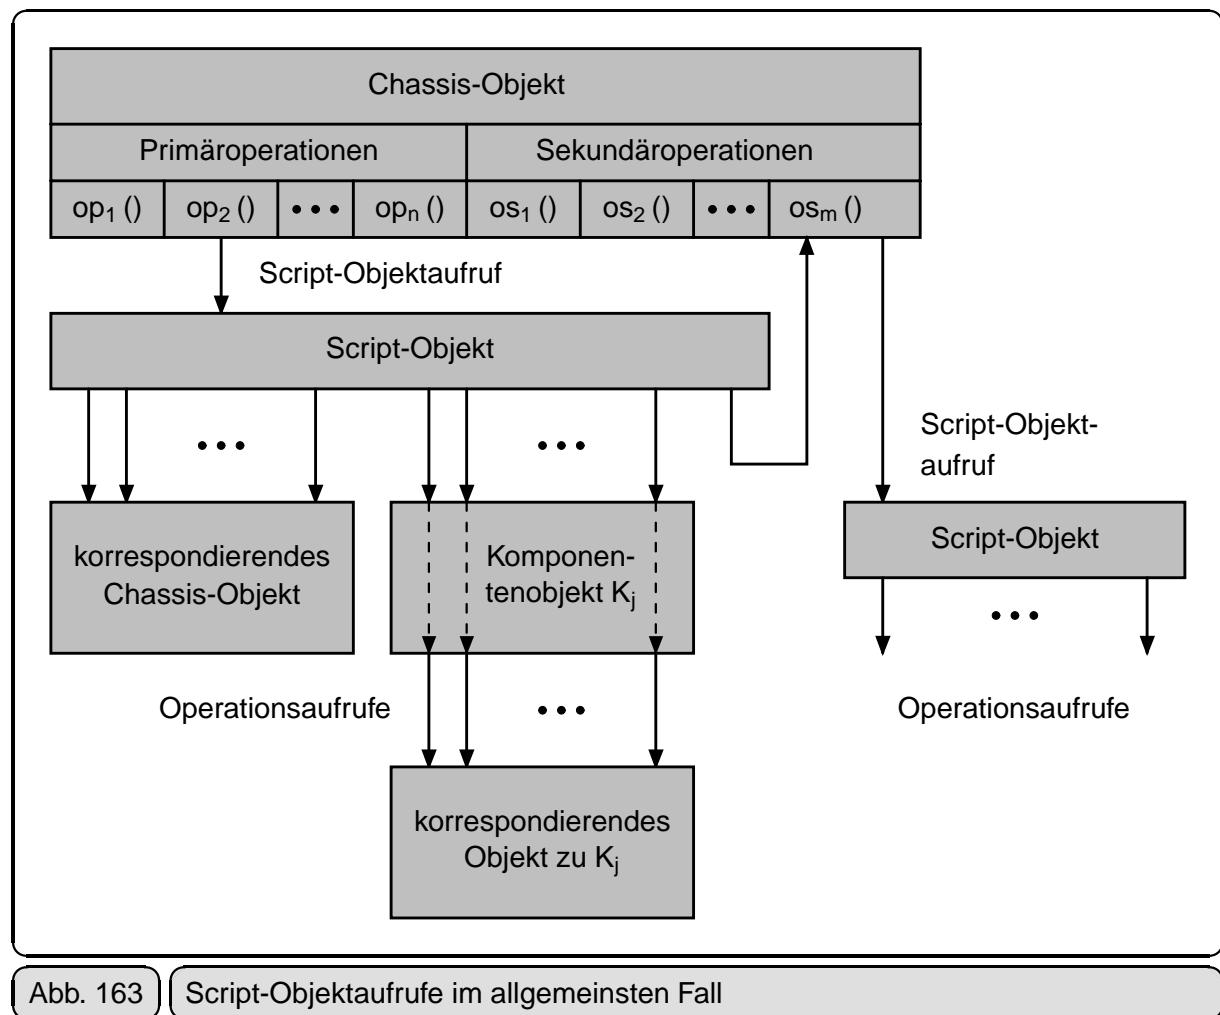 Chassis-Objekt
Primäroperationen Sekundäroperationen
op1 () op2 () ••• opn () os1 () os2 () ••• osm ()
Script-Objektaufruf
Script-Objekt
•••
•••
Script-Objekt-
aufruf
korrespondierendes
Chassis-Objekt
Komponen-
tenobjekt Kj
Script-Objekt
•••
Operationsaufrufe
•••
Operationsaufrufe
korrespondierendes
Objekt zu Kj
Abb. 163 Script-Objektaufrufe im allgemeinsten Fall